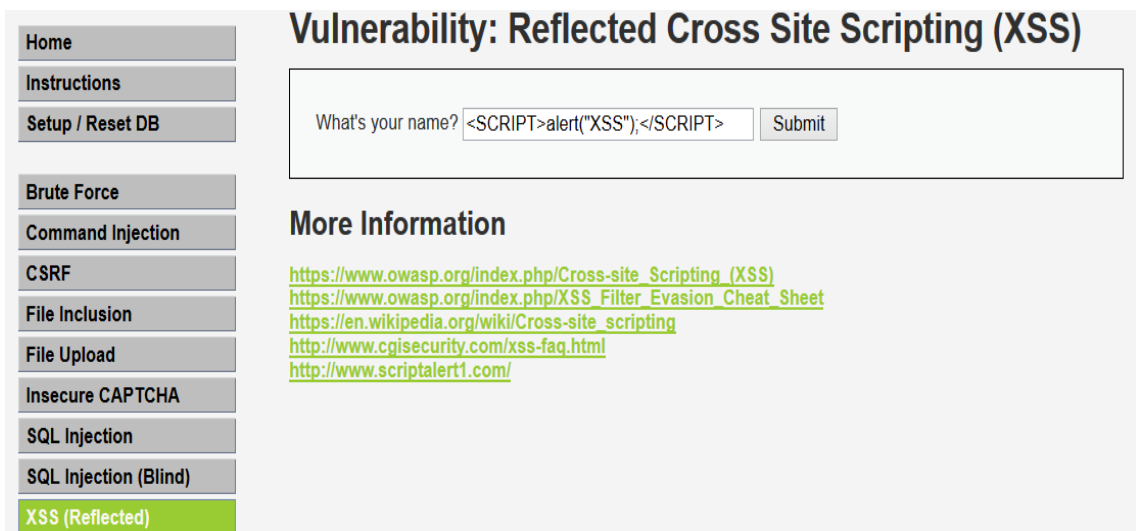 Home
Instructions
Setup / Reset DB
Brute Force
Command Injection
CSRF
File Inclusion
File Upload
Insecure CAPTCHA
SQL Injection
SQL Injection (Blind)
XSS (Reflected)
Vulnerability: Reflected Cross Site Scripting (XSS)
What's your name? <SCRIPT>alert("XSS");</SCRIPT> Submit
More Information
https://www.owasp.org/index.php/Cross-site_Scripting_(XSS)
https://www.owasp.org/index.php/XSS_Filter_Evasion_Cheat_Sheet
https://en.wikipedia.org/wiki/Cross-site_scripting
http://www.cgisecurity.com/xss-faq.html
http://www.scriptalert1.com/